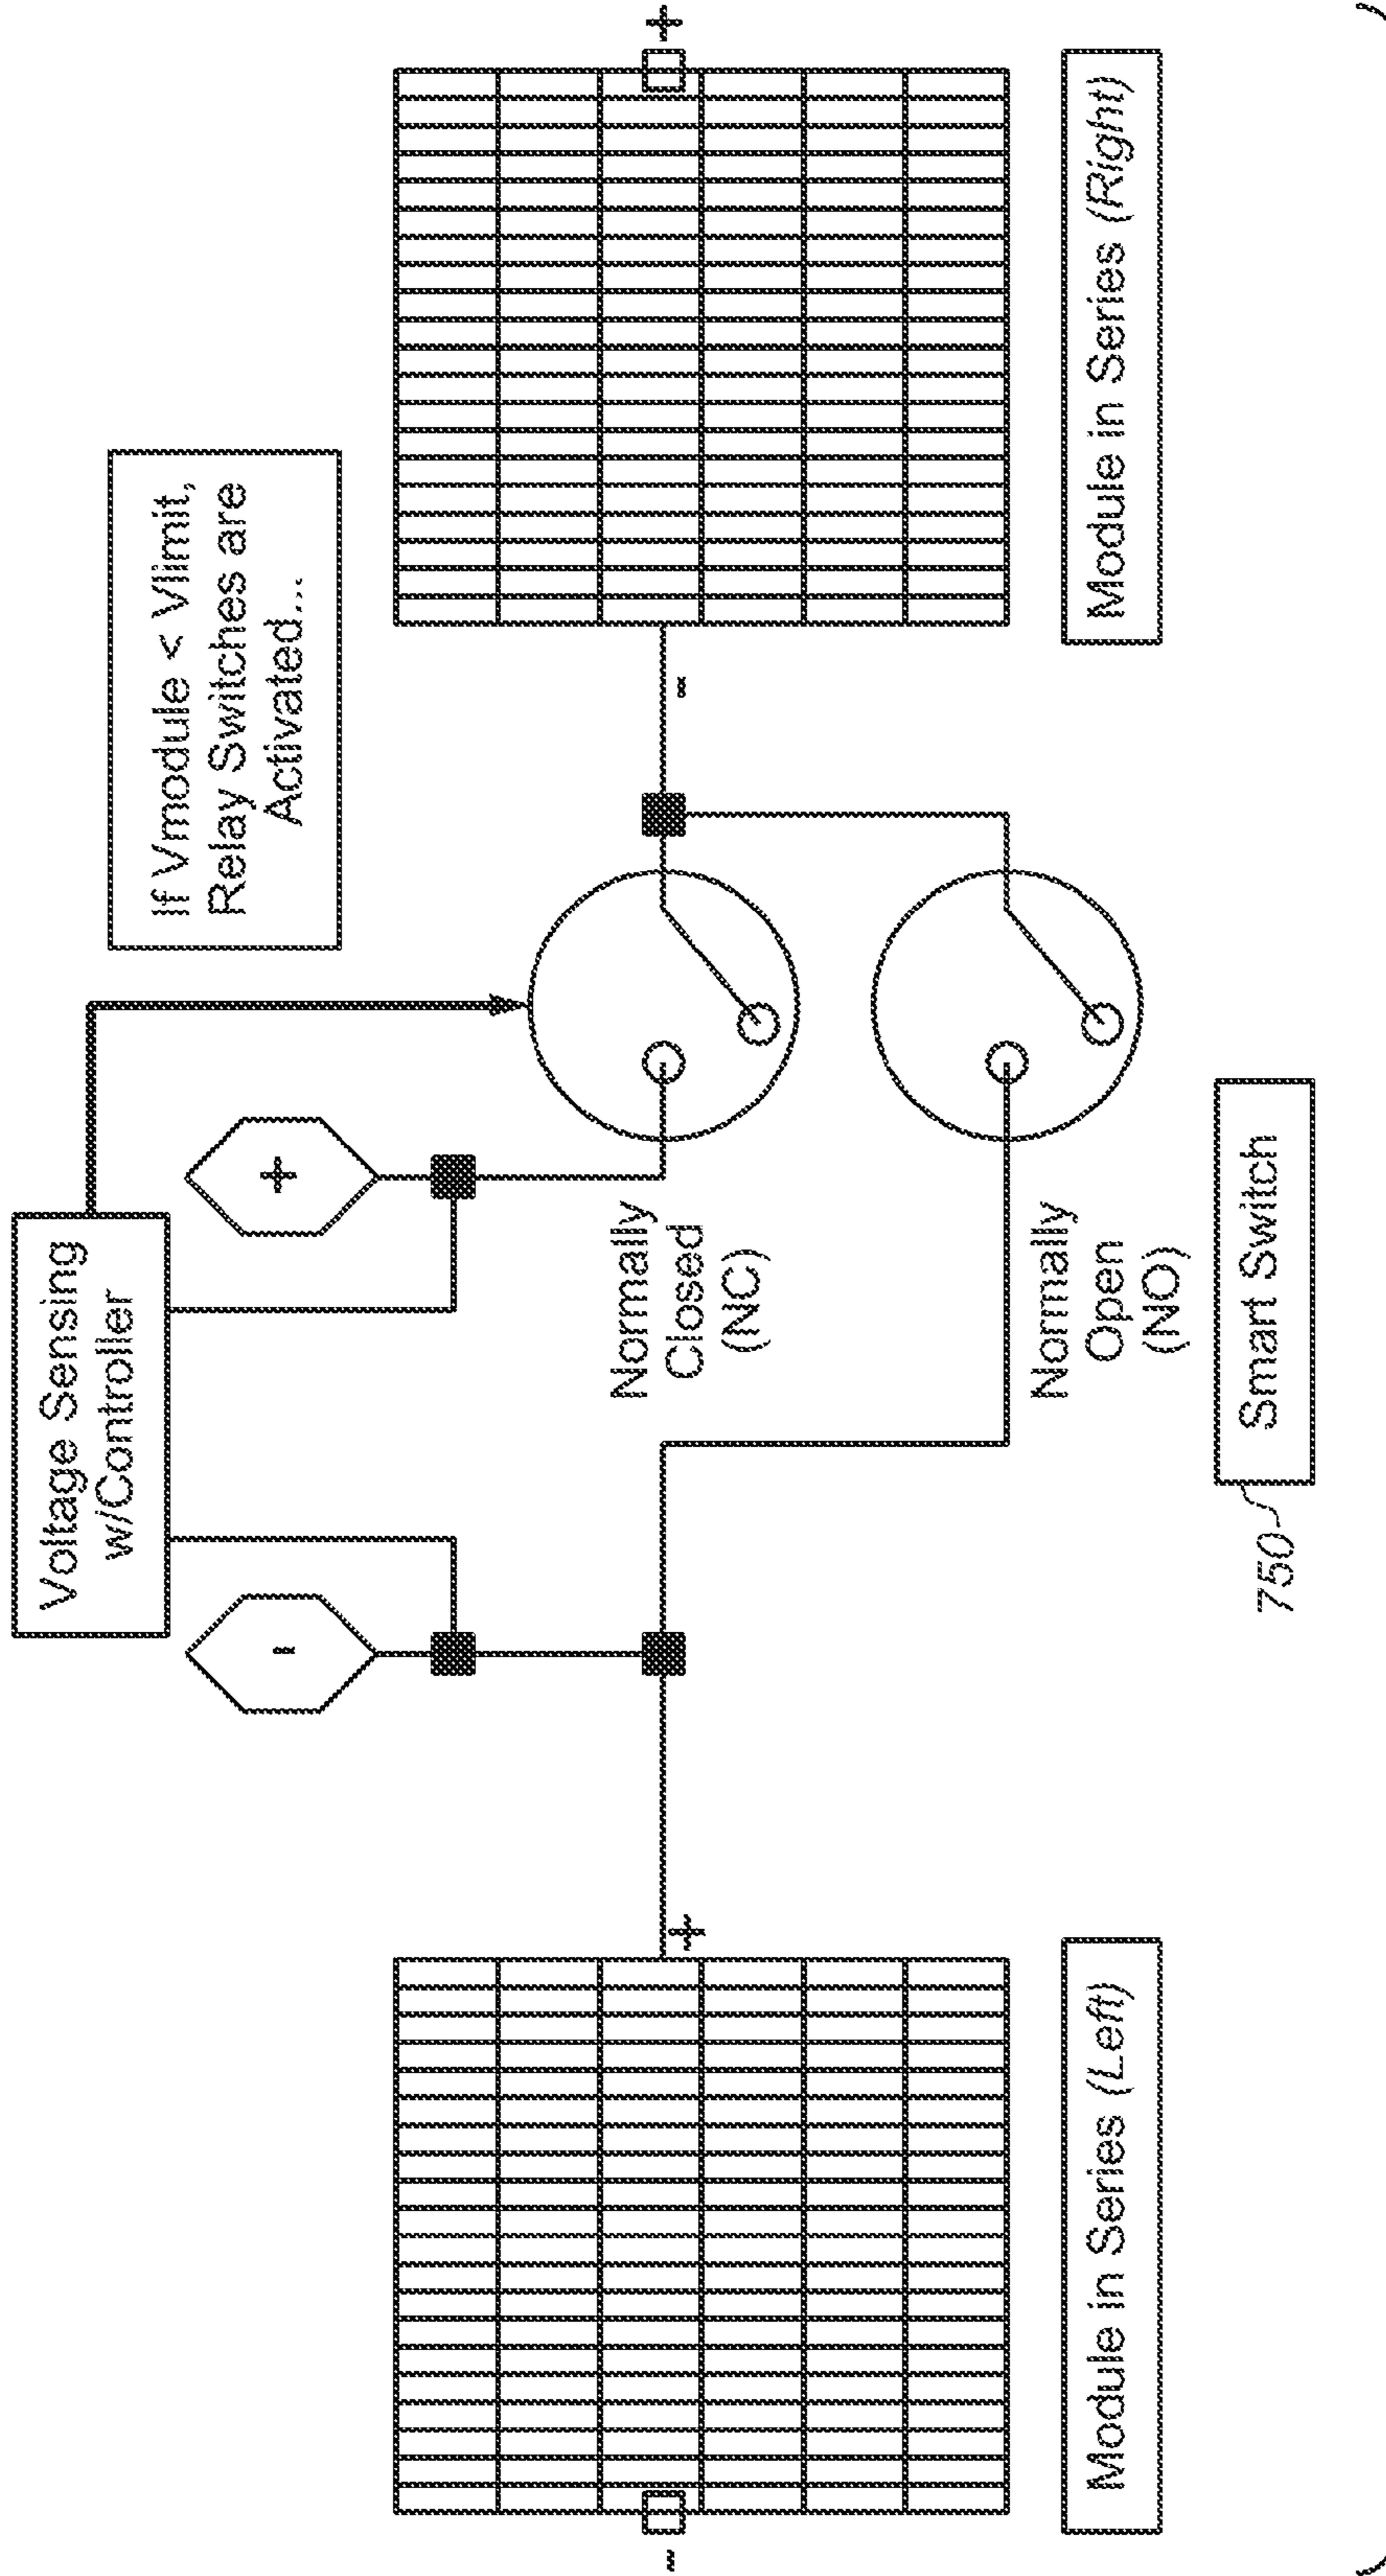 Voltage Sensing
w/Controller
If Vmodule < Vlimit,
Relay Switches are
Activated...
-
+
-
+
-
+
Normally
Closed
(NC)
Normally
Open
(NO)
Module in Series (Left)
750
Smart Switch
Module in Series (Right)